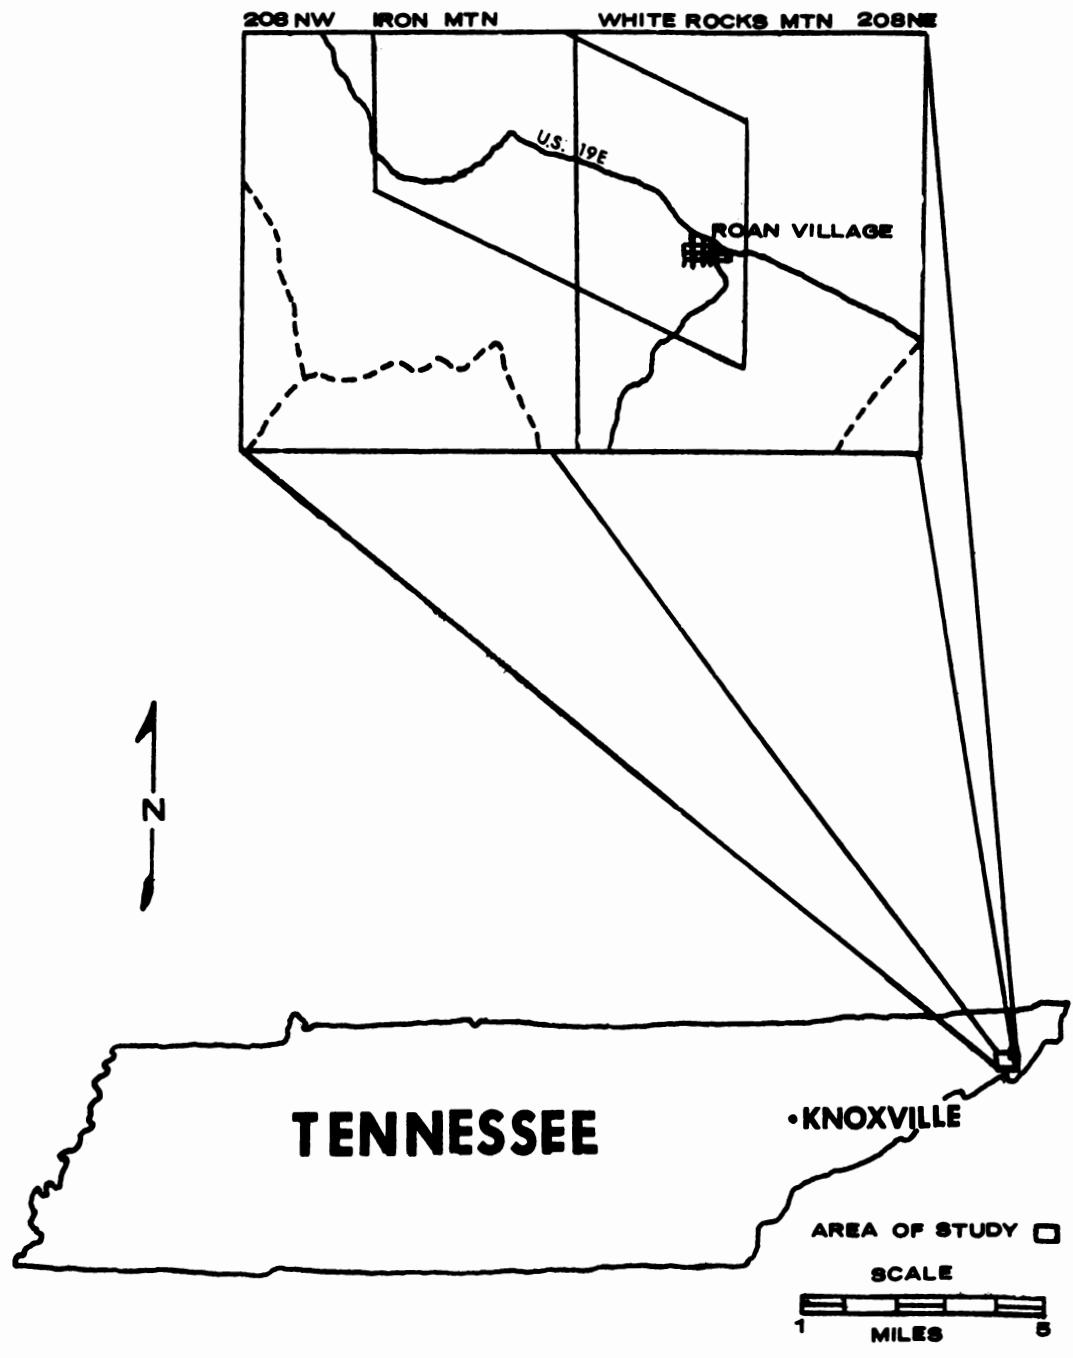 208 NW IRON MTN WHITE ROCKS MTN 208NE
U.S. 19E
ROAN VILLAGE
N
TENNESSEE
•KNOXVILLE
AREA OF STUDY
SCALE
1 5
MILES